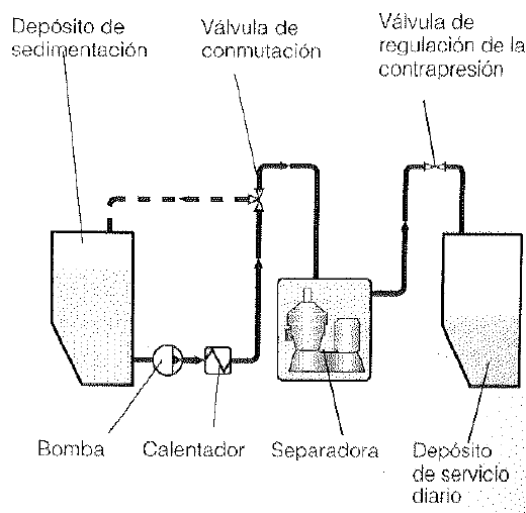 Depósito de
sedimentación
Válvula de
conmutación
Válvula de
regulación de la
contrapresión
Bomba
Calentador
Separadora
Depósito
de servicio
diario